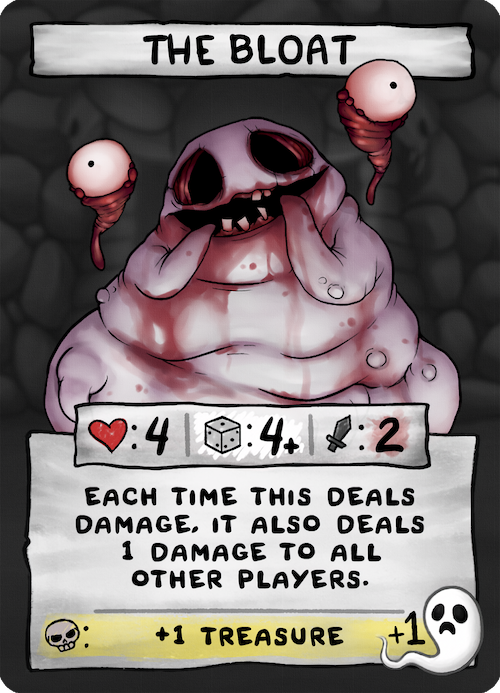 THE BLOAT
:4 :4+ :2
EACH TIME THIS DEALS
DAMAGE, IT ALSO DEALS
1 DAMAGE TO ALL
OTHER PLAYERS.
: +1 TREASURE +1